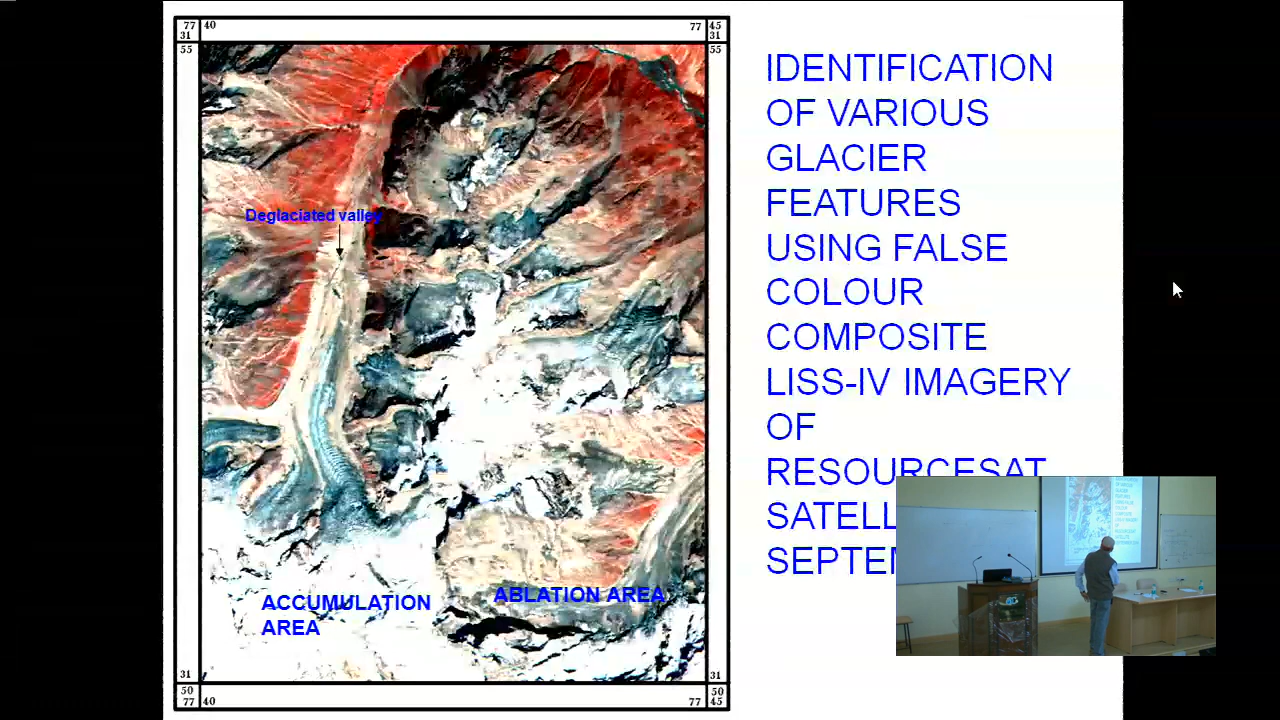 77 40 77 45
31 31
55 55
Deglaciated valley
ACCUMULATION
AREA
ABLATION AREA
31 31
50 50
77 40 77 45
IDENTIFICATION
OF VARIOUS
GLACIER
FEATURES
USING FALSE
COLOUR
COMPOSITE
LISS-IV IMAGERY
OF
RESOURCESAT